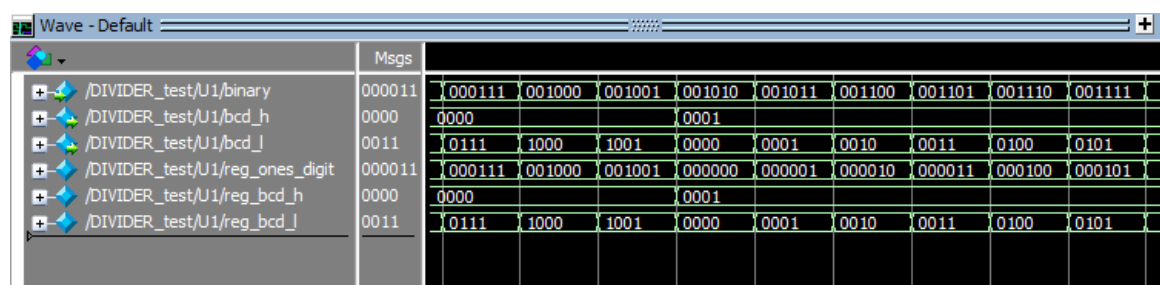 Wave - Default
Msgs
/DIVIDER_test/U1/binary 000011 000111 001000 001001 001010 001011 001100 001101 001110 001111
/DIVIDER_test/U1/bcd_h 0000 0000 0001
/DIVIDER_test/U1/bcd_l 0011 0111 1000 1001 0000 0001 0010 0011 0100 0101
/DIVIDER_test/U1/reg_ones_digit 000011 000111 001000 001001 000000 000001 000010 000011 000100 000101
/DIVIDER_test/U1/reg_bcd_h 0000 0000 0001
/DIVIDER_test/U1/reg_bcd_l 0011 0111 1000 1001 0000 0001 0010 0011 0100 0101